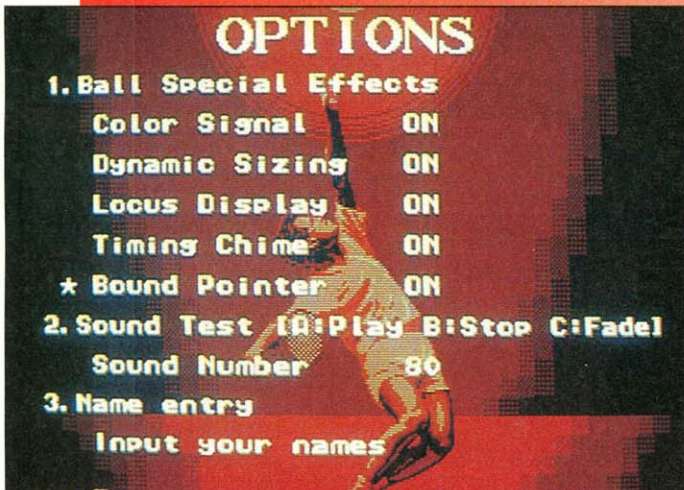 OPTIONS
1. Ball Special Effects
Color Signal ON
Dynamic Sizing ON
Locus Display ON
Timing Chime ON
* Bound Pointer ON
2. Sound Test [A:Play B:Stop C:Fade]
Sound Number 80
3. Name entry
Input your names